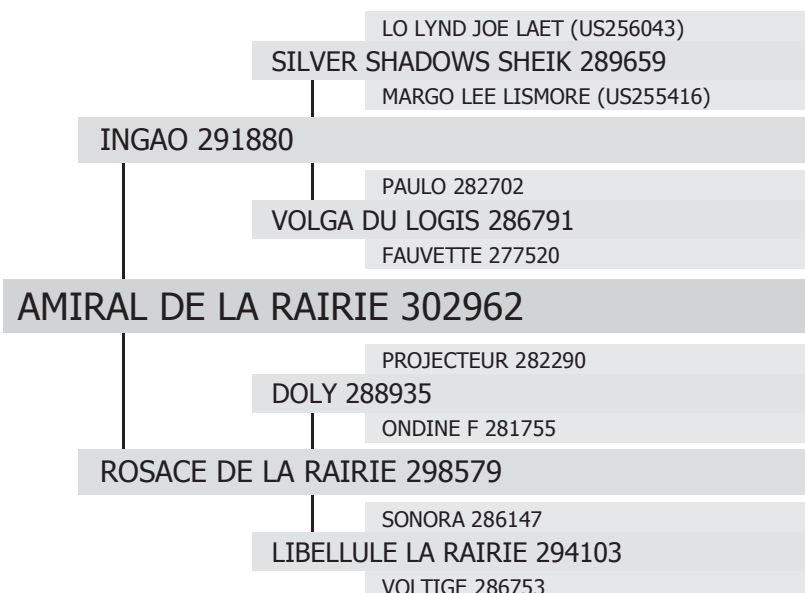 LO LYND JOE LAET (US256043)
SILVER SHADOWS SHEIK 289659
MARGO LEE LISMORE (US255416)
INGAO 291880
PAULO 282702
VOLGA DU LOGIS 286791
FAUVETTE 277520
AMIRAL DE LA RAIRIE 302962
PROJECTEUR 282290
DOLY 288935
ONDINE F 281755
ROSACE DE LA RAIRIE 298579
SONORA 286147
LIBELLULE LA RAIRIE 294103
VOLTIGE 286753